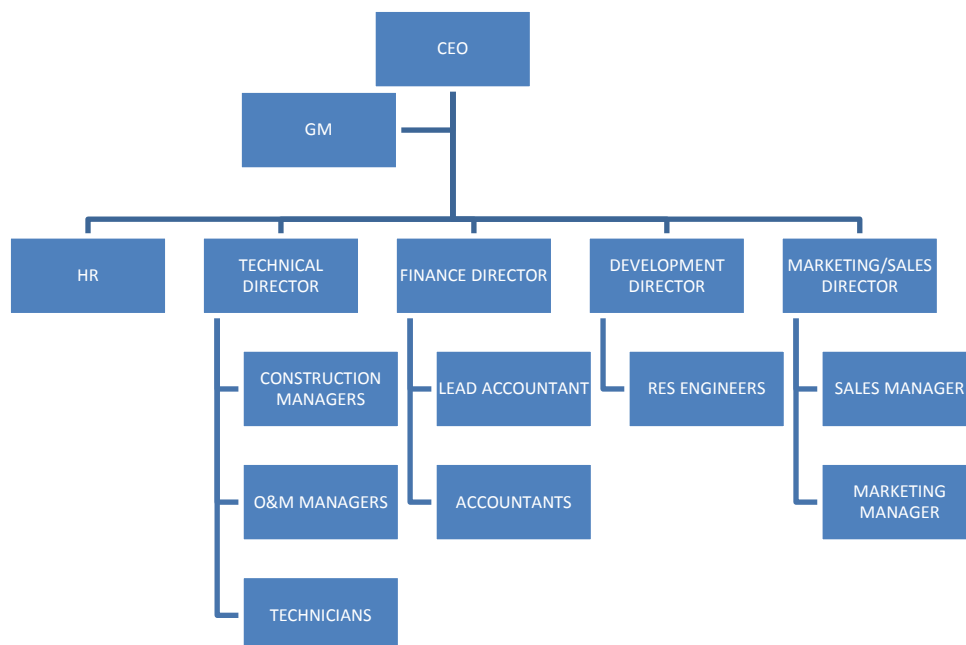 CEO
GM
HR
TECHNICAL
DIRECTOR
FINANCE DIRECTOR
DEVELOPMENT
DIRECTOR
MARKETING/SALES
DIRECTOR
CONSTRUCTION
MANAGERS
LEAD ACCOUNTANT
RES ENGINEERS
SALES MANAGER
O&M MANAGERS
ACCOUNTANTS
MARKETING
MANAGER
TECHNICIANS